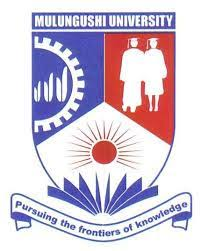 MULUNGUSHI UNIVERSITY
Pursuing the frontiers of knowledge